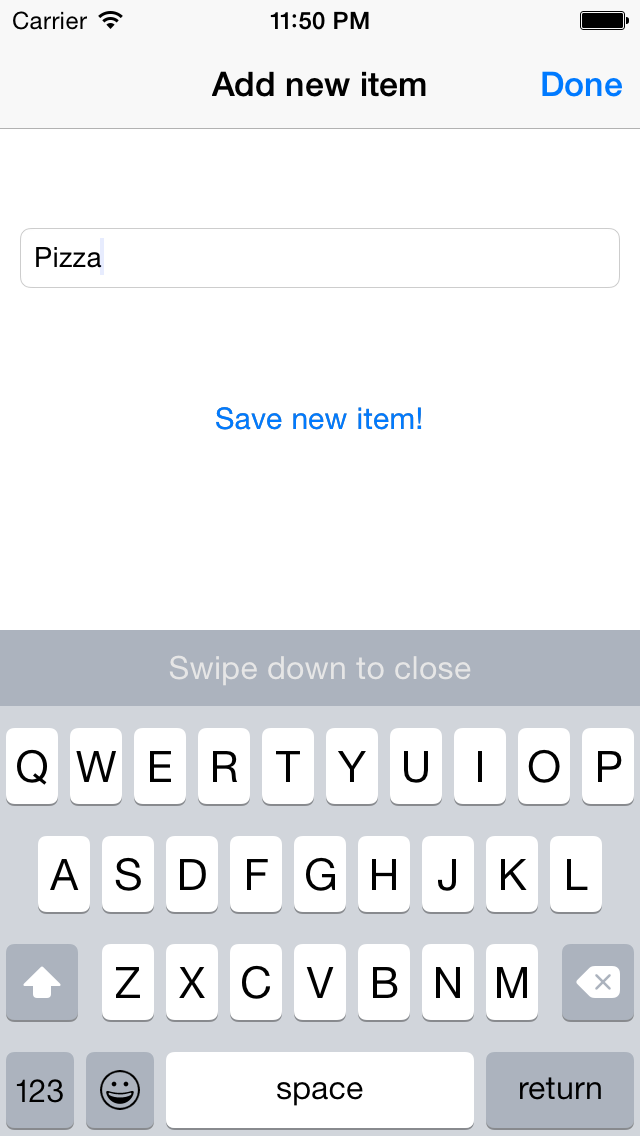 Carrier 11:50 PM
Add new item Done
Pizza
Save new item!
Swipe down to close
Q W E R T Y U I O P
A S D F G H J K L
Z X C V B N M
123 space return